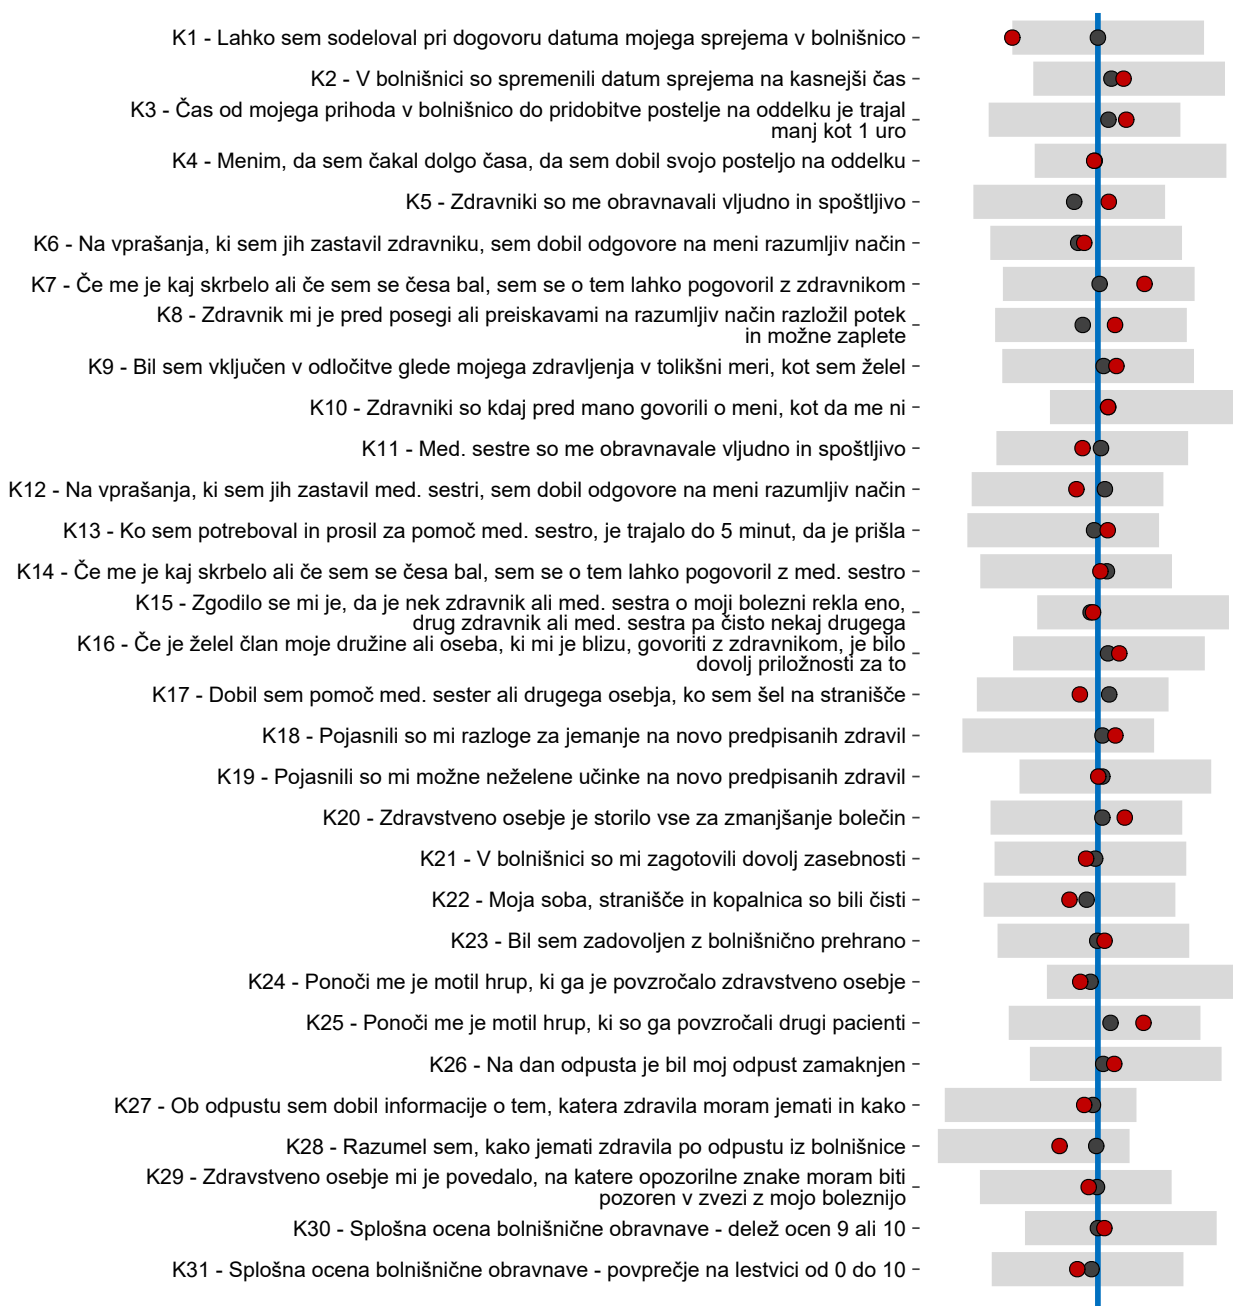 K1 - Lahko sem sodeloval pri dogovoru datuma mojega sprejema v bolnišnico
K2 - V bolnišnici so spremenili datum sprejema na kasnejši čas
K3 - Čas od mojega prihoda v bolnišnico do pridobitve postelje na oddelku je trajal
manj kot 1 uro
K4 - Menim, da sem čakal dolgo časa, da sem dobil svojo posteljo na oddelku
K5 - Zdravniki so me obravnavali vljudno in spoštljivo
K6 - Na vprašanja, ki sem jih zastavil zdravniku, sem dobil odgovore na meni razumljiv način
K7 - Če me je kaj skrbelo ali če sem se česa bal, sem se o tem lahko pogovoril z zdravnikom
K8 - Zdravnik mi je pred posegi ali preiskavami na razumljiv način razložil potek
in možne zaplete
K9 - Bil sem vključen v odločitve glede mojega zdravljenja v tolikšni meri, kot sem želel
K10 - Zdravniki so kdaj pred mano govorili o meni, kot da me ni
K11 - Med. sestre so me obravnavale vljudno in spoštljivo
K12 - Na vprašanja, ki sem jih zastavil med. sestri, sem dobil odgovore na meni razumljiv način
K13 - Ko sem potreboval in prosil za pomoč med. sestro, je trajalo do 5 minut, da je prišla
K14 - Če me je kaj skrbelo ali če sem se česa bal, sem se o tem lahko pogovoril z med. sestro
K15 - Zgodilo se mi je, da je nek zdravnik ali med. sestra o moji bolezni rekla eno,
drug zdravnik ali med. sestra pa čisto nekaj drugega
K16 - Če je želel član moje družine ali oseba, ki mi je blizu, govoriti z zdravnikom, je bilo
dovolj priložnosti za to
K17 - Dobil sem pomoč med. sester ali drugega osebja, ko sem šel na stranišče
K18 - Pojasnili so mi razloge za jemanje na novo predpisanih zdravil
K19 - Pojasnili so mi možne neželene učinke na novo predpisanih zdravil
K20 - Zdravstveno osebje je storilo vse za zmanjšanje bolečin
K21 - V bolnišnici so mi zagotovili dovolj zasebnosti
K22 - Moja soba, stranišče in kopalnica so bili čisti
K23 - Bil sem zadovoljen z bolnišnično prehrano
K24 - Ponoči me je motil hrup, ki ga je povzročalo zdravstveno osebje
K25 - Ponoči me je motil hrup, ki so ga povzročali drugi pacienti
K26 - Na dan odpusta je bil moj odpust zamaknjen
K27 - Ob odpustu sem dobil informacije o tem, katera zdravila moram jemati in kako
K28 - Razumel sem, kako jemati zdravila po odpustu iz bolnišnice
K29 - Zdravstveno osebje mi je povedalo, na katere opozorilne znake moram biti
pozoren v zvezi z mojo boleznijo
K30 - Splošna ocena bolnišnične obravnave - delež ocen 9 ali 10
K31 - Splošna ocena bolnišnične obravnave - povprečje na lestvici od 0 do 10